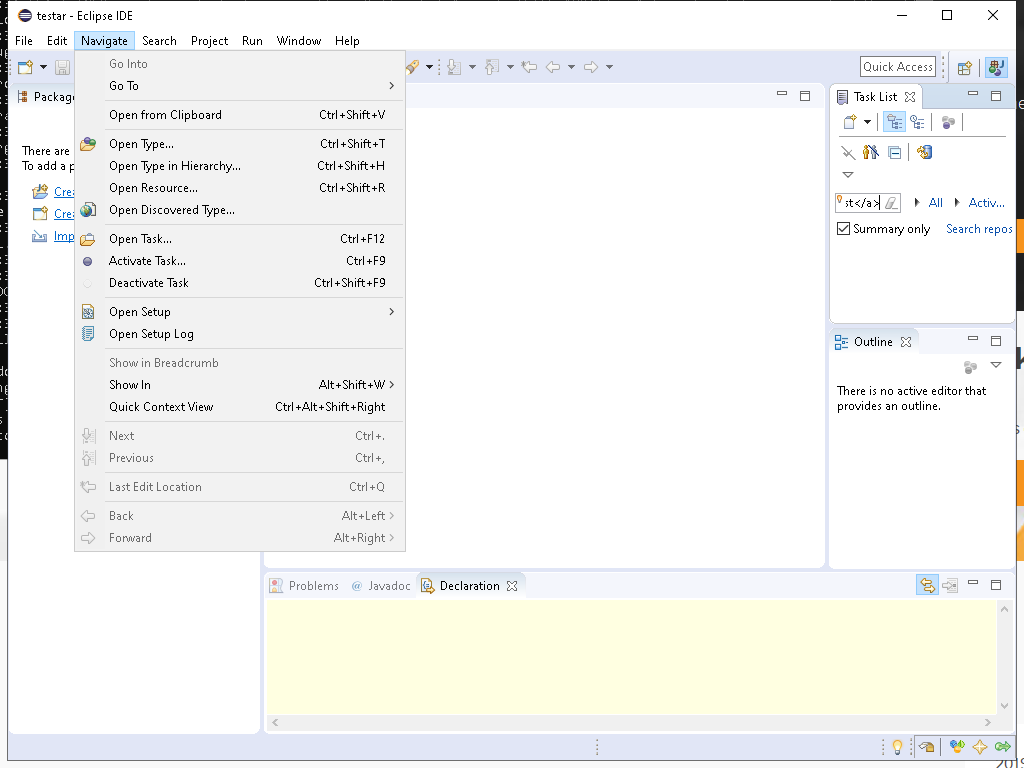 testar - Eclipse IDE
File Edit Navigate Search Project Run Window Help
Quick Access
Go Into
Go To
Open from Clipboard Ctrl+Shift+V
Open Type... Ctrl+Shift+T
Open Type in Hierarchy... Ctrl+Shift+H
Open Resource... Ctrl+Shift+R
Open Discovered Type...
Open Task... Ctrl+F12
Activate Task... Ctrl+F9
Deactivate Task Ctrl+Shift+F9
Open Setup
Open Setup Log
Show in Breadcrumb
Show In Alt+Shift+W
Quick Context View Ctrl+Alt+Shift+Right
Next Ctrl+.
Previous Ctrl+,
Last Edit Location Ctrl+Q
Back Alt+Left
Forward Alt+Right
Packag
There are
To add a p
Crea
Crea
Imp
Task List
st</a> All Activ...
Summary only Search repos
Outline
There is no active editor that
provides an outline.
Problems @ Javadoc Declaration
2019